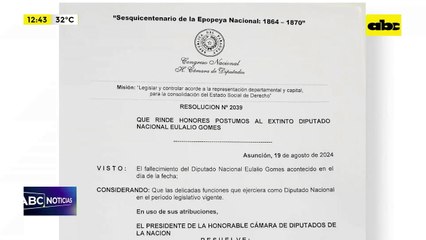 12:43 32°C
abc
"Sesquicentenario de la Epopeya Nacional: 1864 – 1870"
Congreso Nacional
H. Cámara de Diputados
Misión: "Legislar y controlar acorde a la representación departamental y capital,
para la consolidación del Estado Social de Derecho"
RESOLUCION Nº 2039
QUE RINDE HONORES POSTUMOS AL EXTINTO DIPUTADO
NACIONAL EULALIO GOMES
Asunción, 19 de agosto de 2024
VISTO: El fallecimiento del Diputado Nacional Eulalio Gomes acontecido en el
día de la fecha;
CONSIDERANDO: Que las delicadas funciones que ejerciera como Diputado Nacional
en el período legislativo vigente.
En uso de sus atribuciones,
EL PRESIDENTE DE LA HONORABLE CÁMARA DE DIPUTADOS DE
LA NACION
RESUELVE
ABC NOTICIAS